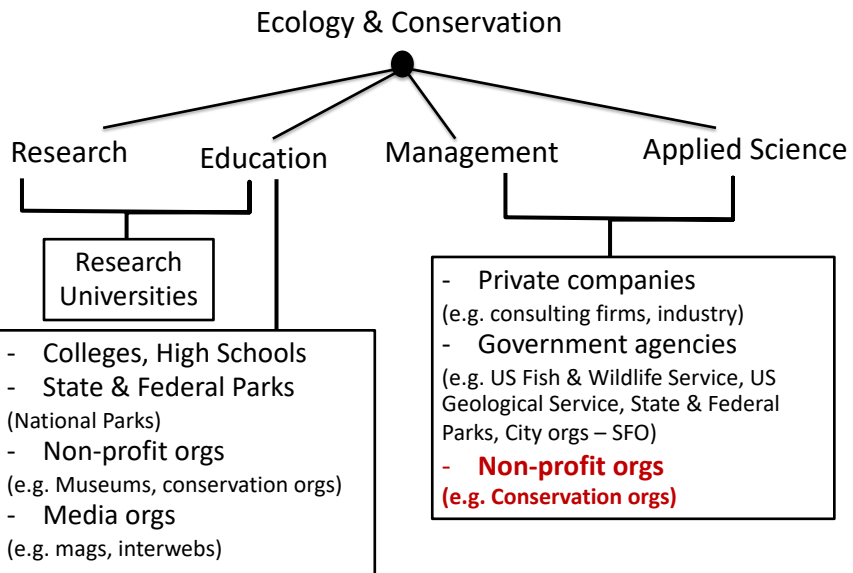 Ecology & Conservation
Research
Education
Management
Applied Science
Research
Universities
- Colleges, High Schools
- State & Federal Parks
(National Parks)
- Non-profit orgs
(e.g. Museums, conservation orgs)
- Media orgs
(e.g. mags, interwebs)
- Private companies
(e.g. consulting firms, industry)
- Government agencies
(e.g. US Fish & Wildlife Service, US
Geological Service, State & Federal
Parks, City orgs – SFO)
- Non-profit orgs
(e.g. Conservation orgs)